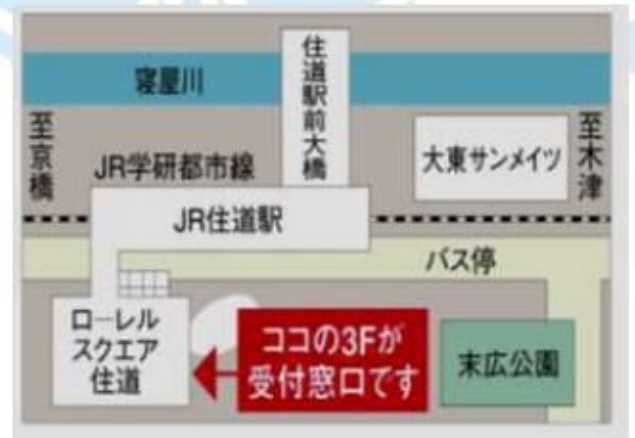 住道駅前大橋
寝屋川
至京橋
至木津
大東サンメイツ
JR学研都市線
JR住道駅
バス停
ローレル
スクエア
住道
ココの3Fが
受付窓口です
末広公園